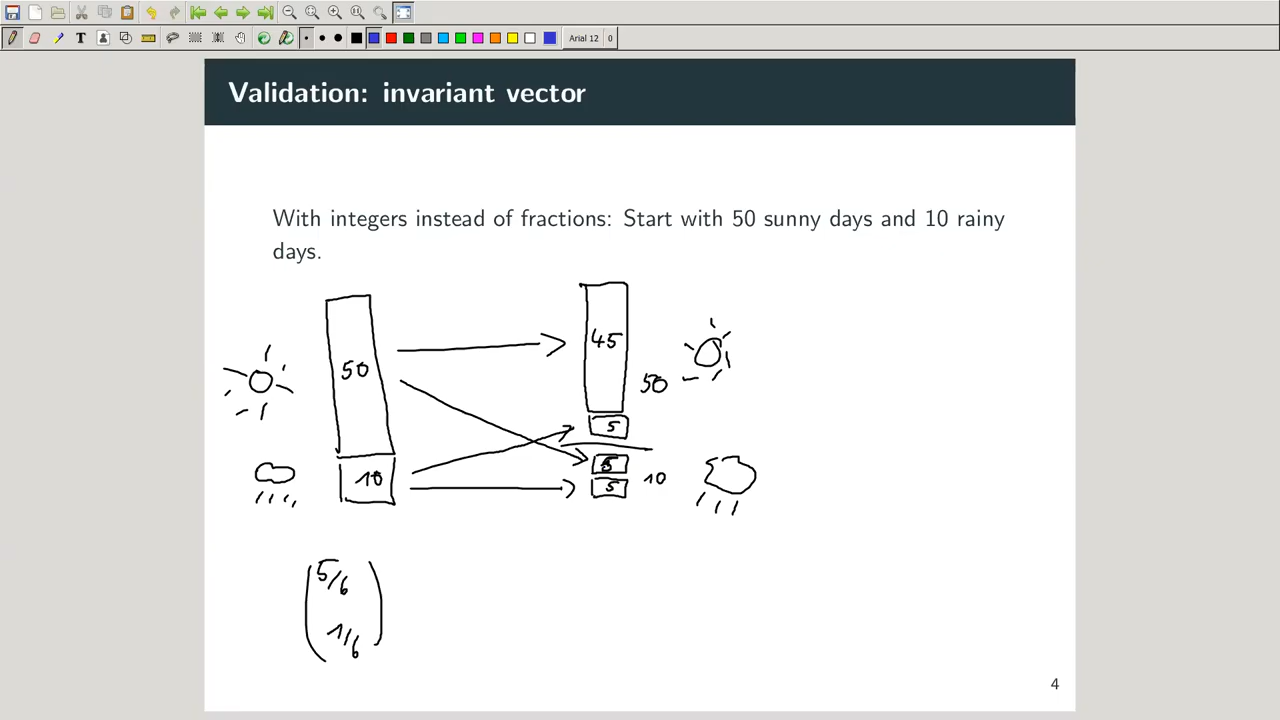 Arial 12 0
Validation: invariant vector
With integers instead of fractions: Start with 50 sunny days and 10 rainy
days.
50
10
45
5
50
5
5
10
5/6
1/6
4